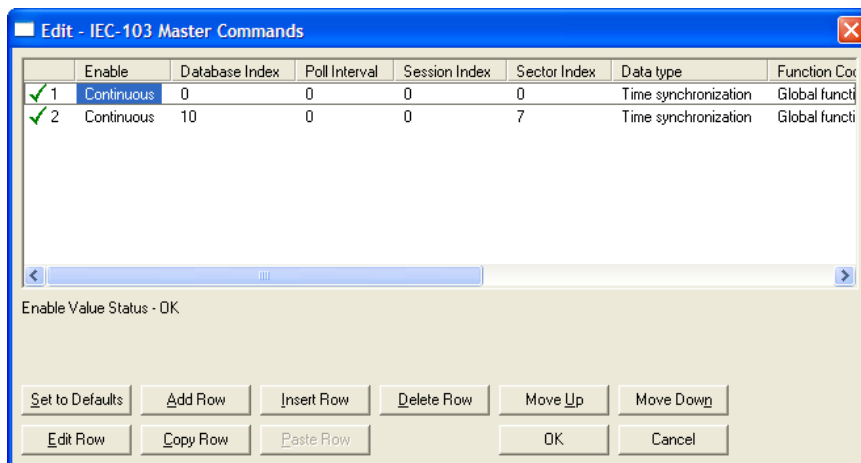 Edit - IEC-103 Master Commands
Enable Database Index Poll Interval Session Index Sector Index Data type Function Cod
1 Continuous 0 0 0 0 Time synchronization Global functi
2 Continuous 10 0 0 7 Time synchronization Global functi
Enable Value Status - OK
Set to Defaults Add Row Insert Row Delete Row Move Up Move Down
Edit Row Copy Row Paste Row OK Cancel